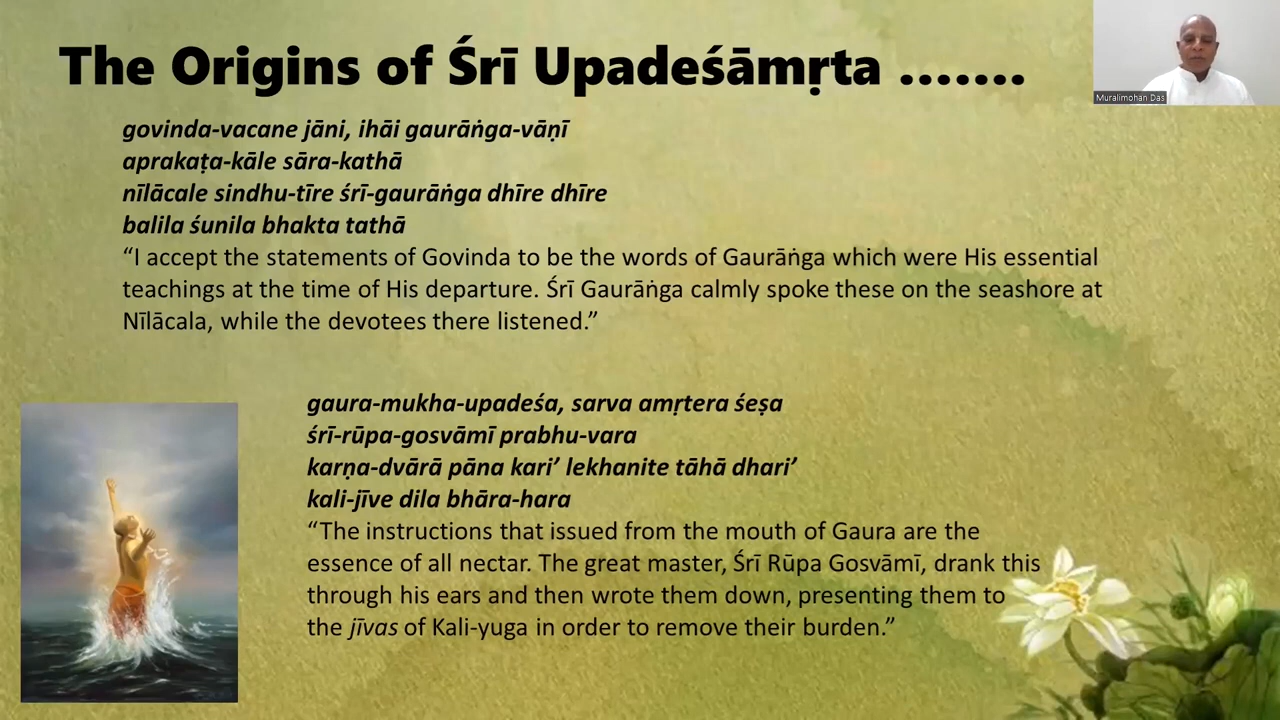 The Origins of Śrī Upadeśāmṛta .......
Muralimohan Das
govinda-vacane jāni, ihāi gaurāṅga-vāṇī
aprakaṭa-kāle sāra-kathā
nīlācale sindhu-tīre śrī-gaurāṅga dhīre dhīre
balila śunila bhakta tathā
“I accept the statements of Govinda to be the words of Gaurāṅga which were His essential
teachings at the time of His departure. Śrī Gaurāṅga calmly spoke these on the seashore at
Nīlācala, while the devotees there listened.”
gaura-mukha-upadeśa, sarva amṛtera śeṣa
śrī-rūpa-gosvāmī prabhu-vara
karṇa-dvārā pāna kari’ lekhanite tāhā dhari’
kali-jīve dila bhāra-hara
“The instructions that issued from the mouth of Gaura are the
essence of all nectar. The great master, Śrī Rūpa Gosvāmī, drank this
through his ears and then wrote them down, presenting them to
the jīvas of Kali-yuga in order to remove their burden.”